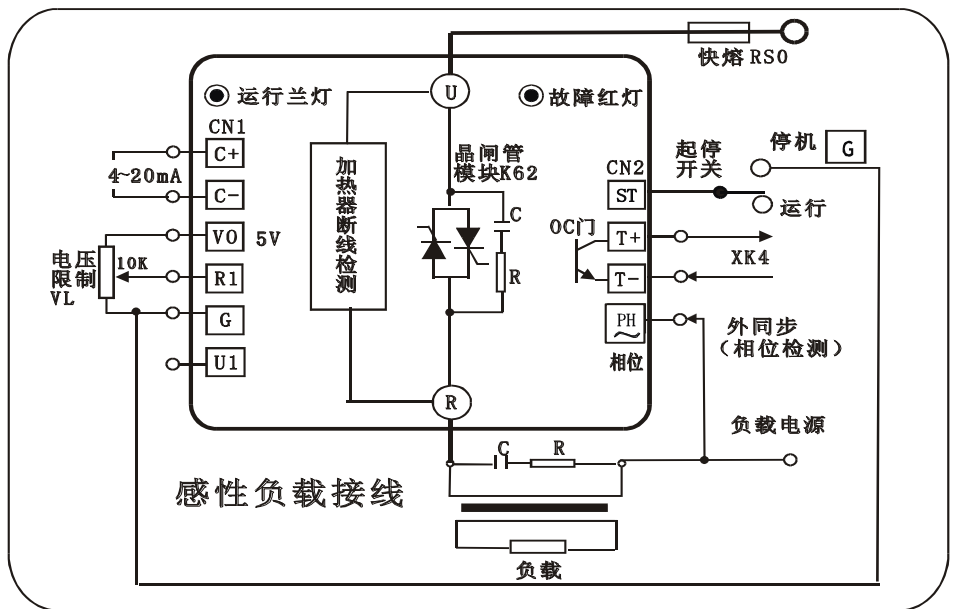 快熔 RS0
U
运行兰灯
故障红灯
CN1
C+
4~20mA
C-
VO
5V
电压
限制
VL
10K
R1
G
U1
加热器断线检测
晶闸管
模块K62
C
R
OC门
CN2
ST
T+
T-
PH
相位
起停
开关
停机
G
运行
XK4
外同步
（相位检测）
R
负载电源
C
R
感性负载接线
负载